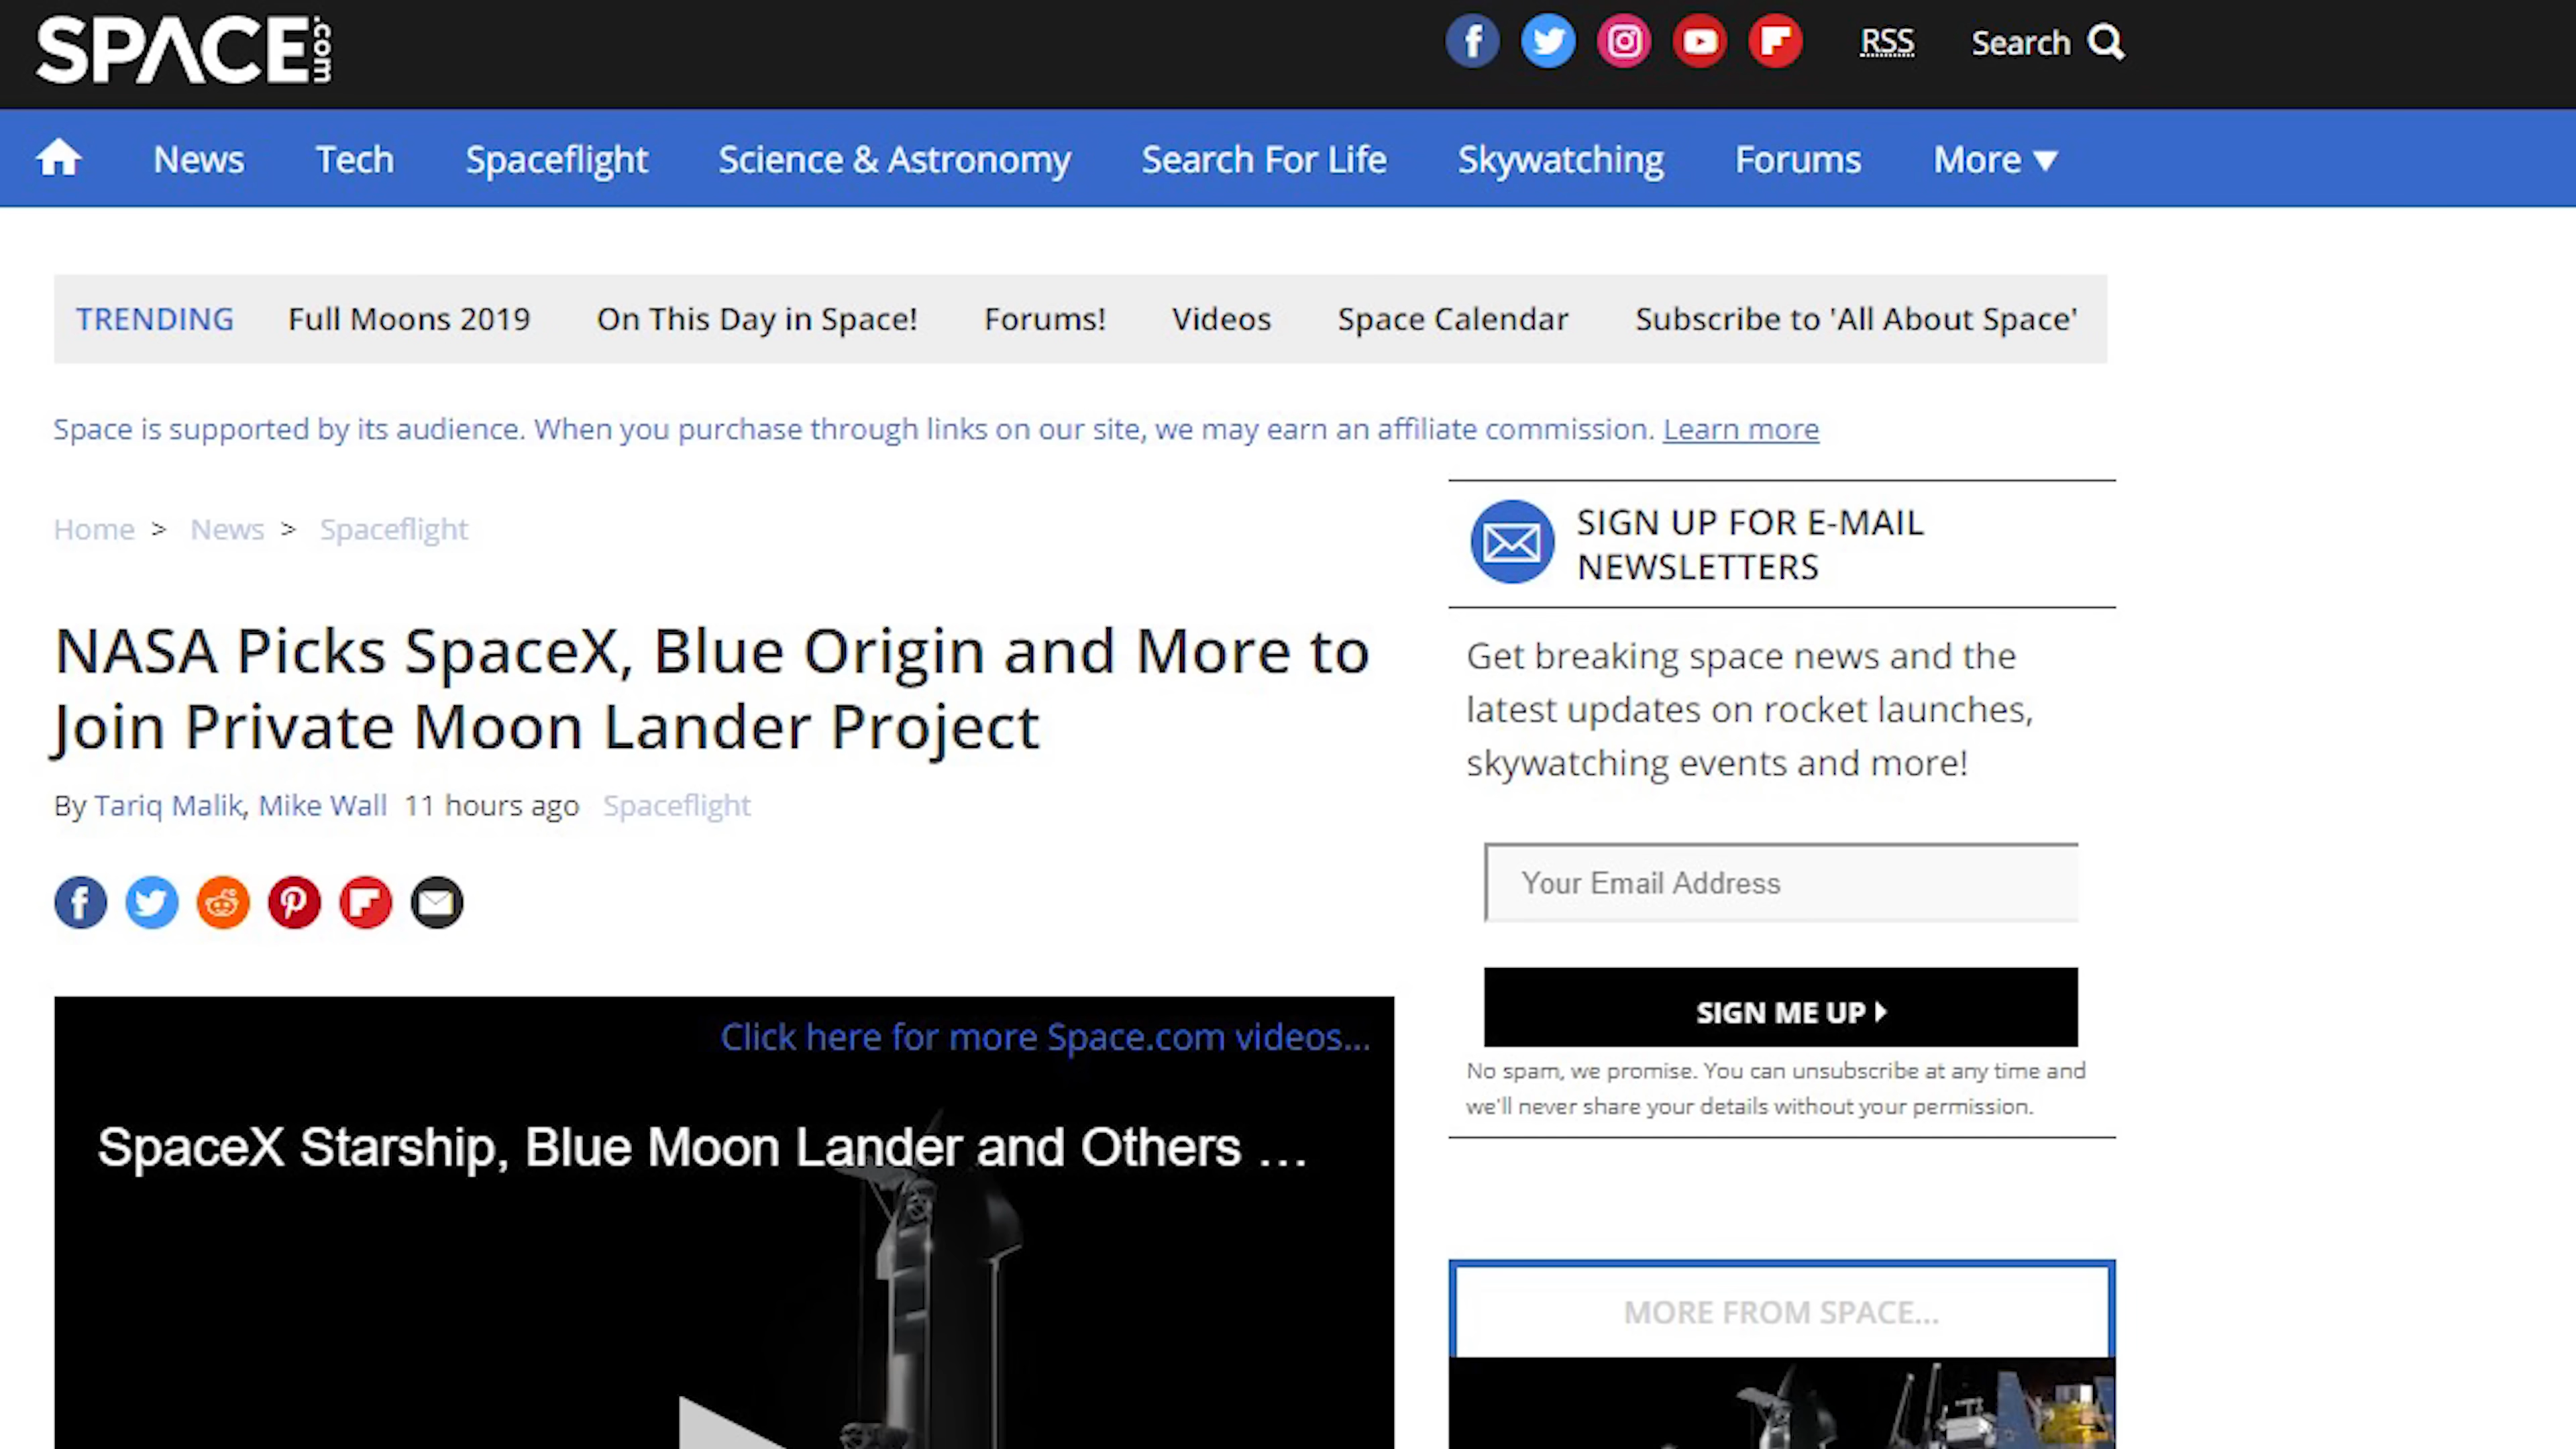 SPACE.com
RSS Search
News Tech Spaceflight Science & Astronomy Search For Life Skywatching Forums More
TRENDING Full Moons 2019 On This Day in Space! Forums! Videos Space Calendar Subscribe to 'All About Space'
Space is supported by its audience. When you purchase through links on our site, we may earn an affiliate commission. Learn more
Home > News > Spaceflight
NASA Picks SpaceX, Blue Origin and More to
Join Private Moon Lander Project
By Tariq Malik, Mike Wall 11 hours ago Spaceflight
Click here for more Space.com videos...
SpaceX Starship, Blue Moon Lander and Others ...
SIGN UP FOR E-MAIL
NEWSLETTERS
Get breaking space news and the
latest updates on rocket launches,
skywatching events and more!
Your Email Address
SIGN ME UP
No spam, we promise. You can unsubscribe at any time and
we'll never share your details without your permission.
MORE FROM SPACE...